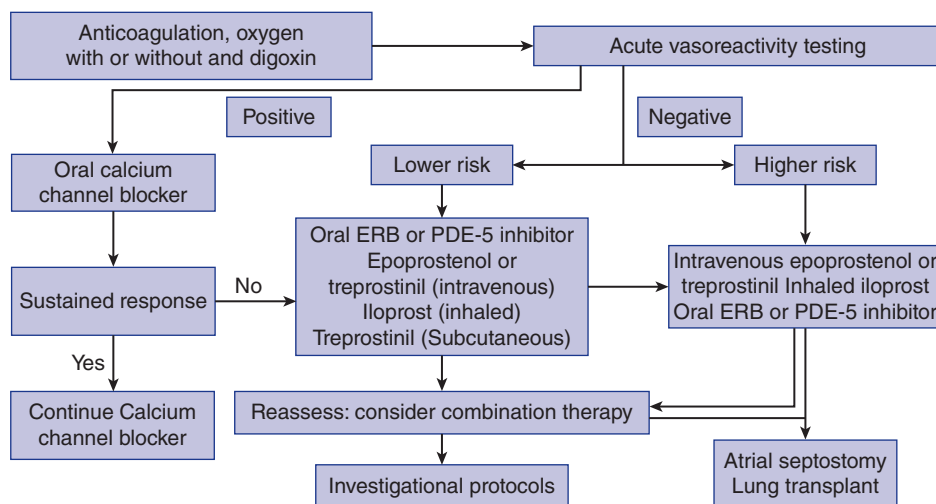 Anticoagulation, oxygen
with or without and digoxin
Acute vasoreactivity testing
Positive
Negative
Oral calcium
channel blocker
Lower risk
Higher risk
Oral ERB or PDE-5 inhibitor
Epoprostenol or
treprostinil (intravenous)
Iloprost (inhaled)
Treprostinil (Subcutaneous)
Intravenous epoprostenol or
treprostinil Inhaled iloprost
Oral ERB or PDE-5 inhibitor
Sustained response
No
Yes
Continue Calcium
channel blocker
Reassess: consider combination therapy
Investigational protocols
Atrial septostomy
Lung transplant